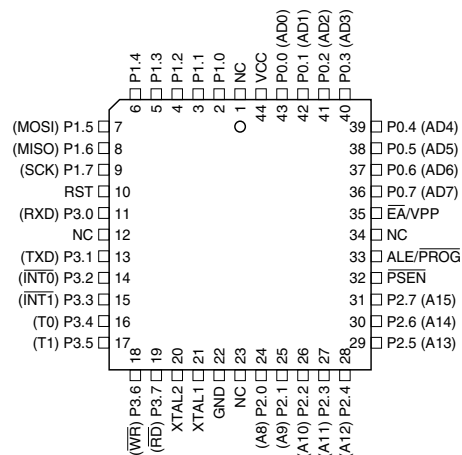 P1.4
P1.3
P1.2
P1.1
P1.0
NC
VCC
P0.0 (AD0)
P0.1 (AD1)
P0.2 (AD2)
P0.3 (AD3)
6
5
4
3
2
1
44
43
42
41
40
(MOSI) P1.5 7
(MISO) P1.6 8
(SCK) P1.7 9
RST 10
(RXD) P3.0 11
NC 12
(TXD) P3.1 13
(I̅N̅T̅0̅) P3.2 14
(I̅N̅T̅1̅) P3.3 15
(T0) P3.4 16
(T1) P3.5 17
39 P0.4 (AD4)
38 P0.5 (AD5)
37 P0.6 (AD6)
36 P0.7 (AD7)
35 E̅A̅/VPP
34 NC
33 ALE/P̅R̅O̅G̅
32 P̅S̅E̅N̅
31 P2.7 (A15)
30 P2.6 (A14)
29 P2.5 (A13)
18
19
20
21
22
23
24
25
26
27
28
(W̅R̅) P3.6
(R̅D̅) P3.7
XTAL2
XTAL1
GND
NC
(A8) P2.0
(A9) P2.1
(A10) P2.2
(A11) P2.3
(A12) P2.4